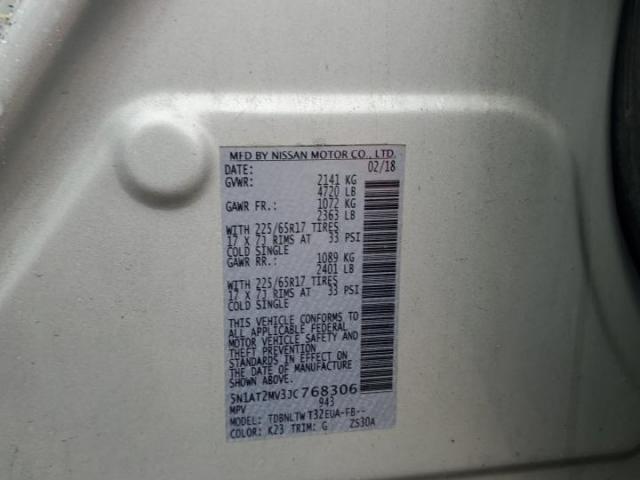 MFD BY NISSAN MOTOR CO., LTD.
DATE: 02/18
GVWR: 2141 KG
4720 LB
GAWR FR.: 1072 KG
2363 LB
WITH 225/65R17 TIRES
17 X 7J RIMS AT 33 PSI
COLD SINGLE
GAWR RR.: 1089 KG
2401 LB
WITH 225/65R17 TIRES
17 X 7J RIMS AT 33 PSI
COLD SINGLE
THIS VEHICLE CONFORMS TO
ALL APPLICABLE FEDERAL
MOTOR VEHICLE SAFETY AND
THEFT PREVENTION
STANDARDS IN EFFECT ON
THE DATE OF MANUFACTURE
SHOWN ABOVE.
5N1AT2MV3JC768306
MPV 943
MODEL: TDBNLTW T32EUA-FB--
COLOR: K23 TRIM: G ZS30A